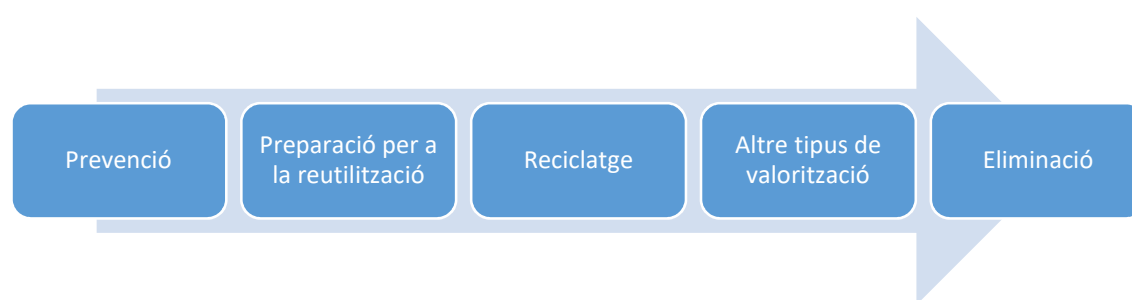 Prevenció
Preparació per a
la reutilització
Reciclatge
Altre tipus de
valorització
Eliminació